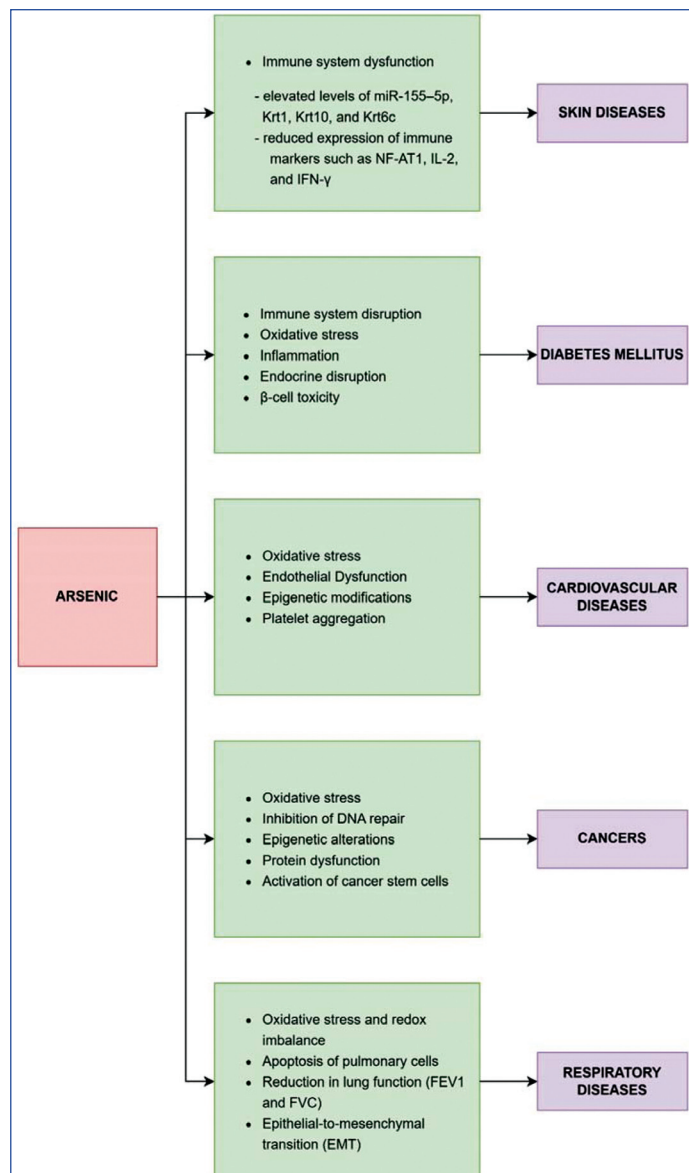 • Immune system dysfunction
- elevated levels of miR-155–5p,
Krt1, Krt10, and Krt6c
- reduced expression of immune
markers such as NF-AT1, IL-2,
and IFN-γ
SKIN DISEASES
• Immune system disruption
• Oxidative stress
• Inflammation
• Endocrine disruption
• β-cell toxicity
DIABETES MELLITUS
ARSENIC
• Oxidative stress
• Endothelial Dysfunction
• Epigenetic modifications
• Platelet aggregation
CARDIOVASCULAR
DISEASES
• Oxidative stress
• Inhibition of DNA repair
• Epigenetic alterations
• Protein dysfunction
• Activation of cancer stem cells
CANCERS
• Oxidative stress and redox
imbalance
• Apoptosis of pulmonary cells
• Reduction in lung function (FEV1
and FVC)
• Epithelial-to-mesenchymal
transition (EMT)
RESPIRATORY
DISEASES